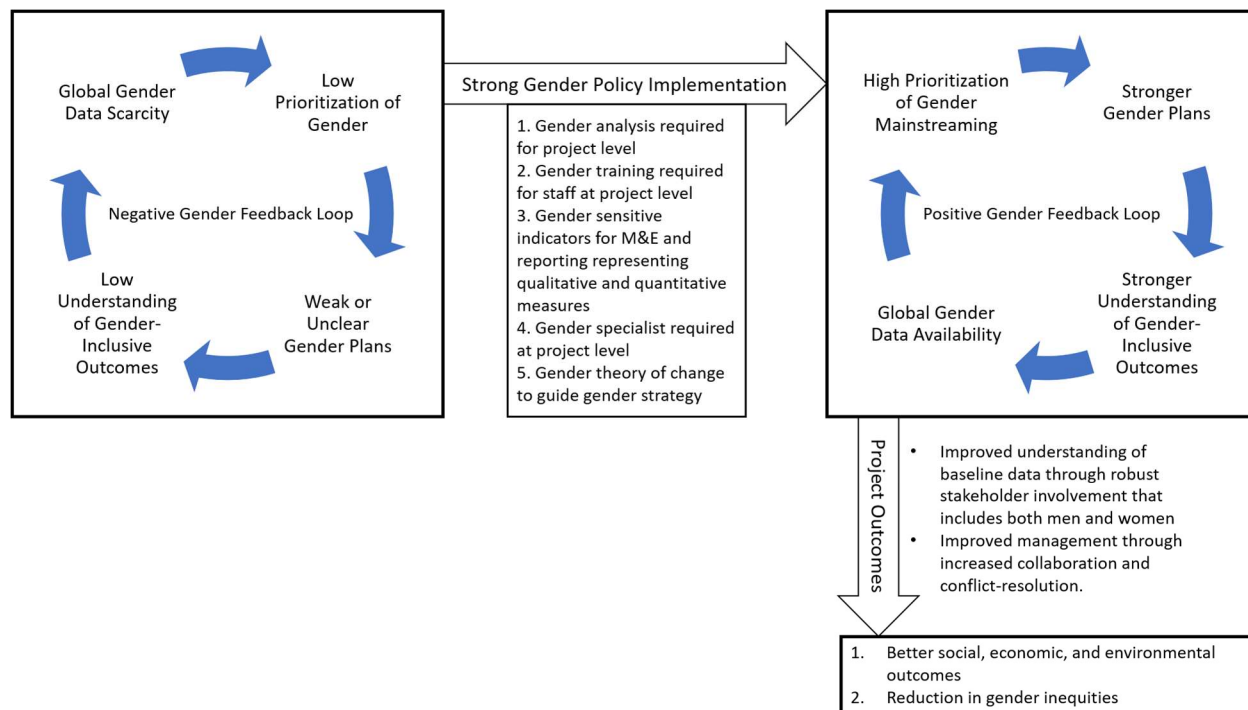 Global Gender
Data Scarcity
Low
Prioritization of
Gender
Negative Gender Feedback Loop
Low
Understanding
of Gender-
Inclusive
Outcomes
Weak or
Unclear
Gender Plans
Strong Gender Policy Implementation
1. Gender analysis required
for project level
2. Gender training required
for staff at project level
3. Gender sensitive
indicators for M&E and
reporting representing
qualitative and quantitative
measures
4. Gender specialist required
at project level
5. Gender theory of change
to guide gender strategy
High Prioritization
of Gender
Mainstreaming
Stronger
Gender Plans
Positive Gender Feedback Loop
Global Gender
Data Availability
Stronger
Understanding
of Gender-
Inclusive
Outcomes
Project Outcomes
• Improved understanding of
baseline data through robust
stakeholder involvement that
includes both men and women
• Improved management through
increased collaboration and
conflict-resolution.
1. Better social, economic, and environmental
outcomes
2. Reduction in gender inequities